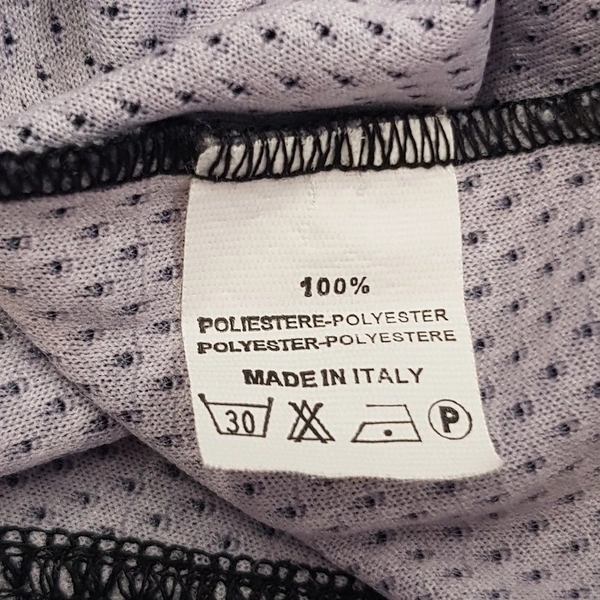 100%
POLIESTERE-POLYESTER
POLYESTER-POLYESTERE
MADE IN ITALY
30 P